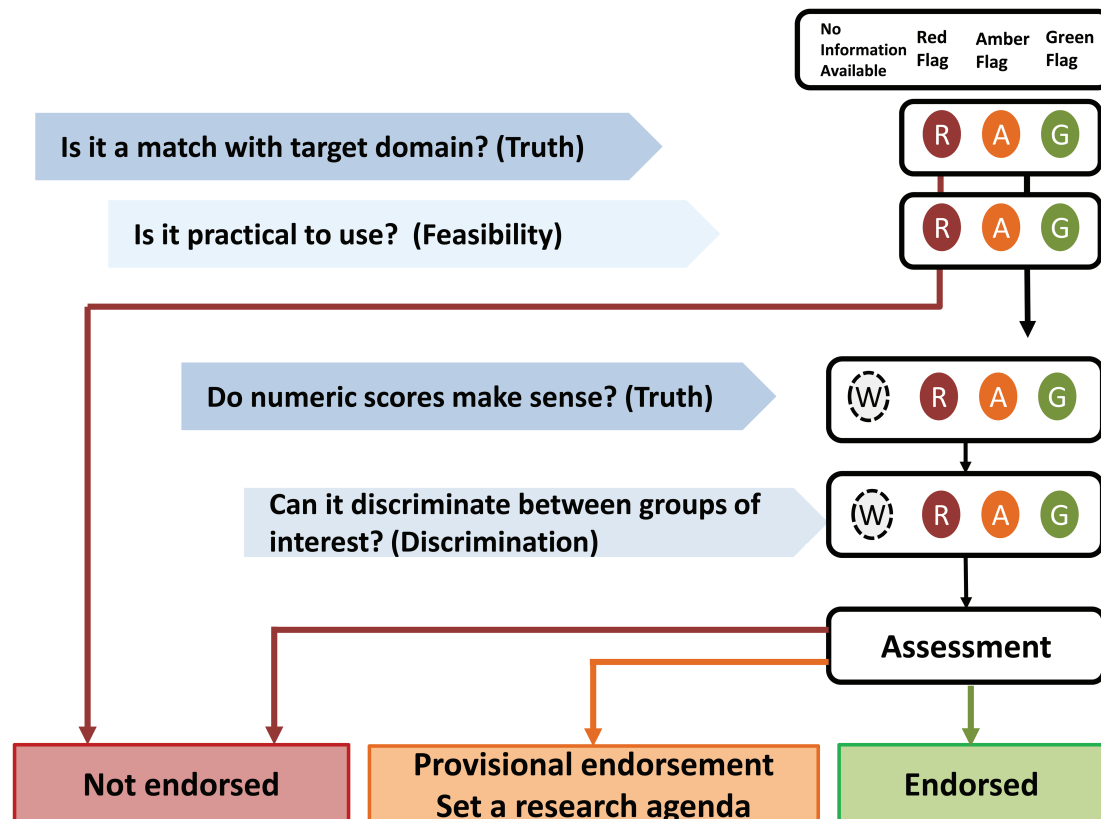 No
Information
Available
Red
Flag
Amber
Flag
Green
Flag
Is it a match with target domain? (Truth)
R A G
Is it practical to use? (Feasibility)
R A G
Do numeric scores make sense? (Truth)
W R A G
Can it discriminate between groups of
interest? (Discrimination)
W R A G
Assessment
Not endorsed
Provisional endorsement
Set a research agenda
Endorsed